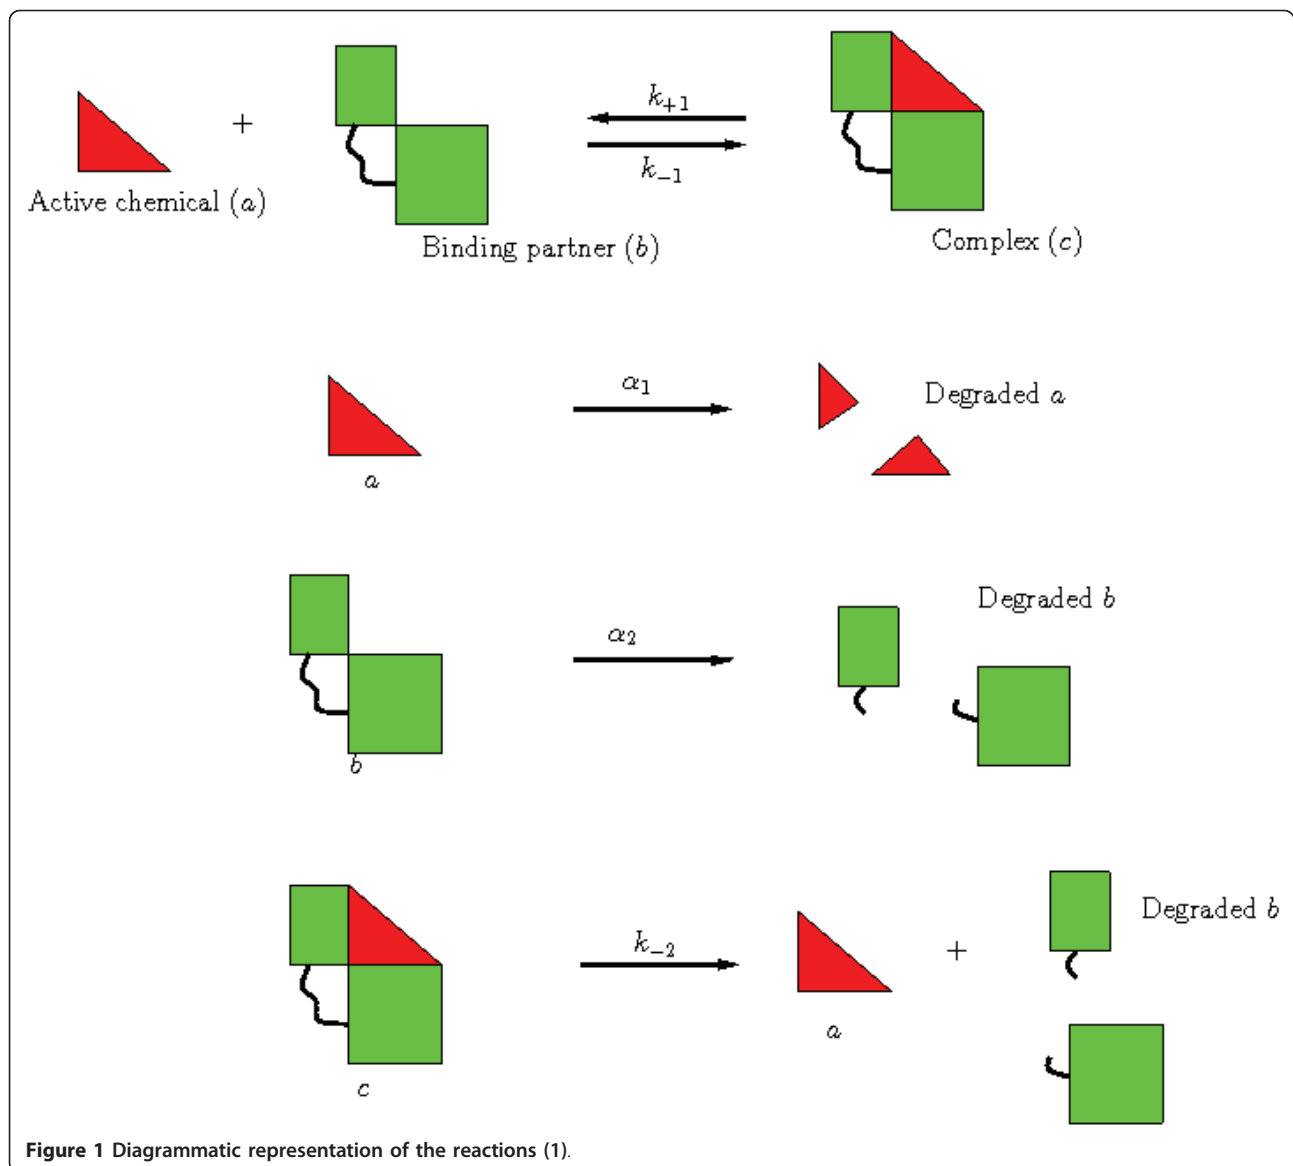 +
k₊₁
k₋₁
Active chemical (a)
Binding partner (b)
Complex (c)
α₁
Degraded a
a
Degraded b
α₂
b
Degraded b
k₋₂
+
a
c
Figure 1 Diagrammatic representation of the reactions (1).